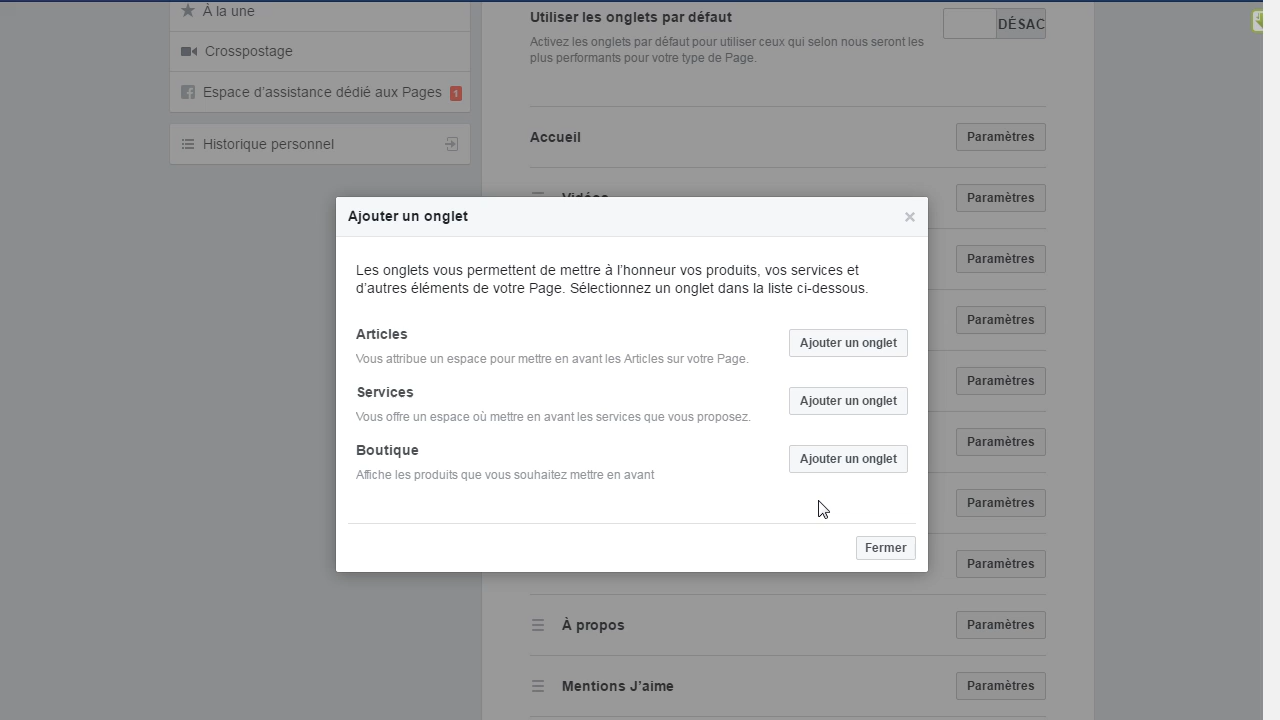 À la une
Crosspostage
Espace d’assistance dédié aux Pages 1
Historique personnel
Utiliser les onglets par défaut
DÉSAC
Activez les onglets par défaut pour utiliser ceux qui selon nous seront les
plus performants pour votre type de Page.
Accueil
Paramètres
Vidéos
Paramètres
Paramètres
Paramètres
Paramètres
Paramètres
Paramètres
Paramètres
À propos
Paramètres
Mentions J’aime
Paramètres
Ajouter un onglet
Les onglets vous permettent de mettre à l’honneur vos produits, vos services et
d’autres éléments de votre Page. Sélectionnez un onglet dans la liste ci-dessous.
Articles
Vous attribue un espace pour mettre en avant les Articles sur votre Page.
Ajouter un onglet
Services
Vous offre un espace où mettre en avant les services que vous proposez.
Ajouter un onglet
Boutique
Affiche les produits que vous souhaitez mettre en avant
Ajouter un onglet
Fermer